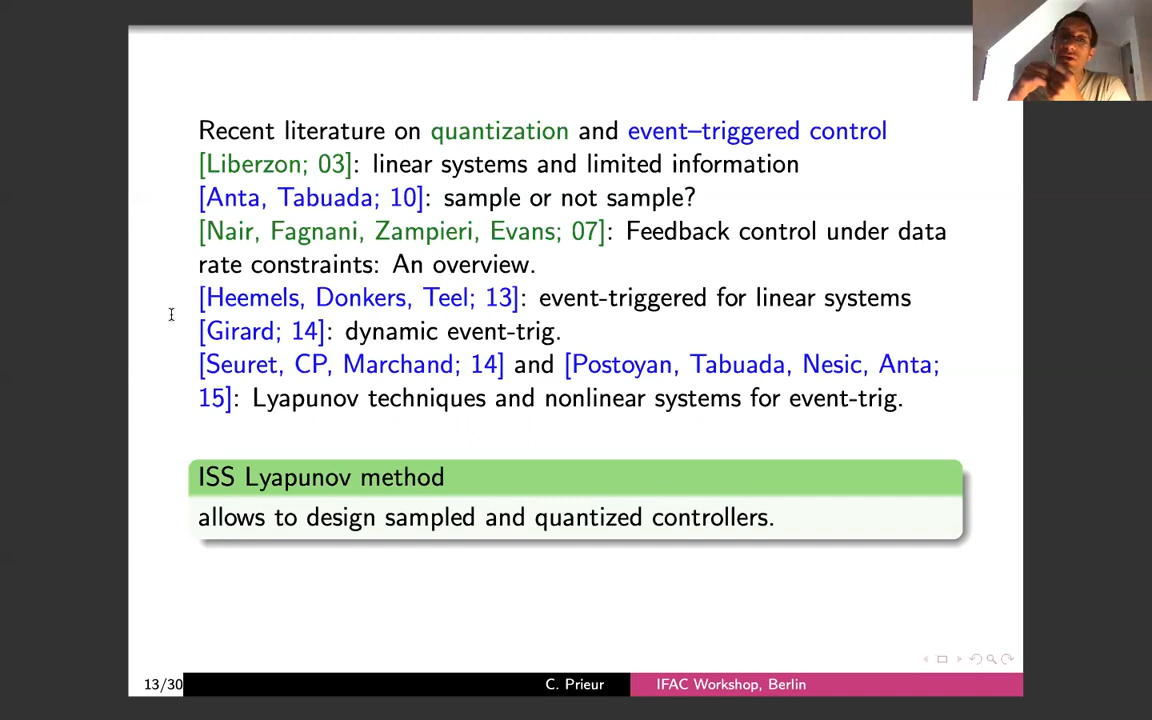 Recent literature on quantization and event–triggered control
[Liberzon; 03]: linear systems and limited information
[Anta, Tabuada; 10]: sample or not sample?
[Nair, Fagnani, Zampieri, Evans; 07]: Feedback control under data
rate constraints: An overview.
[Heemels, Donkers, Teel; 13]: event-triggered for linear systems
[Girard; 14]: dynamic event-trig.
[Seuret, CP, Marchand; 14] and [Postoyan, Tabuada, Nesic, Anta;
15]: Lyapunov techniques and nonlinear systems for event-trig.
ISS Lyapunov method
allows to design sampled and quantized controllers.
13/30 C. Prieur IFAC Workshop, Berlin